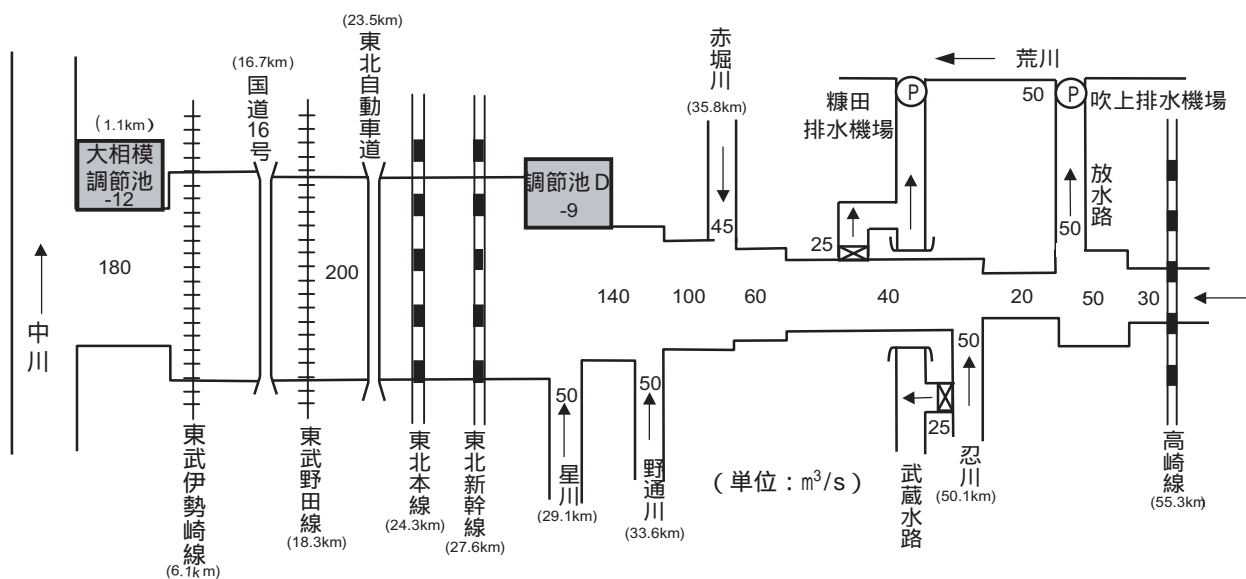 (23.5km)
東北自動車道
(16.7km)
国道16号
(1.1km)
大相模
調節池
-12
調節池D
-9
赤堀川
(35.8km)
45
荒川
糠田
排水機場
P
50
P
吹上排水機場
放水路
50
25
180
200
140
100
60
40
20
50
30
中川
50
50
50
25
東武伊勢崎線
(6.1km)
東武野田線
(18.3km)
東北本線
(24.3km)
東北新幹線
(27.6km)
星川
(29.1km)
野通川
(33.6km)
(単位:m³/s)
武蔵水路
忍川
(50.1km)
高崎線
(55.3km)